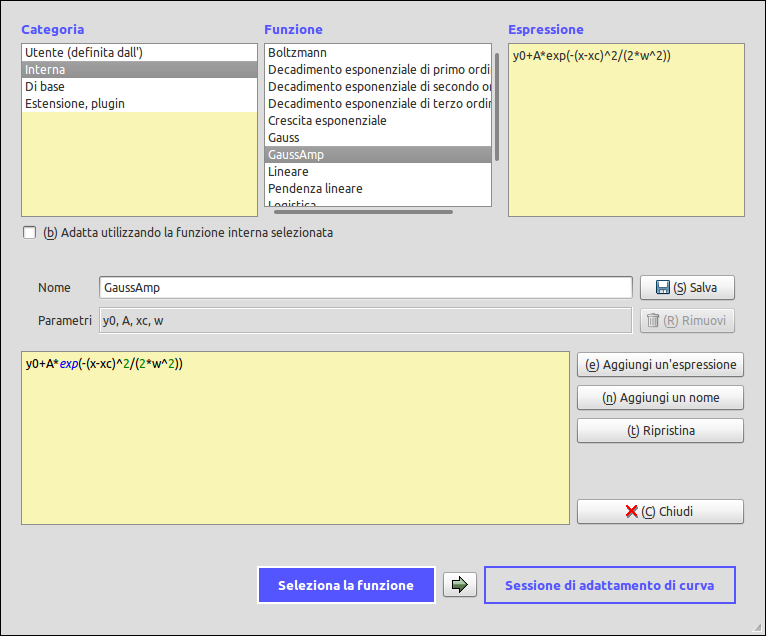 Categoria
Funzione
Espressione
Utente (definita dall')
Interna
Di base
Estensione, plugin
Boltzmann
Decadimento esponenziale di primo ordi
Decadimento esponenziale di secondo o
Decadimento esponenziale di terzo ordin
Crescita esponenziale
Gauss
GaussAmp
Lineare
Pendenza lineare
Logistica
y0+A*exp(-(x-xc)^2/(2*w^2))
(b) Adatta utilizzando la funzione interna selezionata
Nome
GaussAmp
(S) Salva
Parametri
y0, A, xc, w
(R) Rimuovi
y0+A*exp(-(x-xc)^2/(2*w^2))
(e) Aggiungi un'espressione
(n) Aggiungi un nome
(t) Ripristina
(C) Chiudi
Seleziona la funzione
Sessione di adattamento di curva